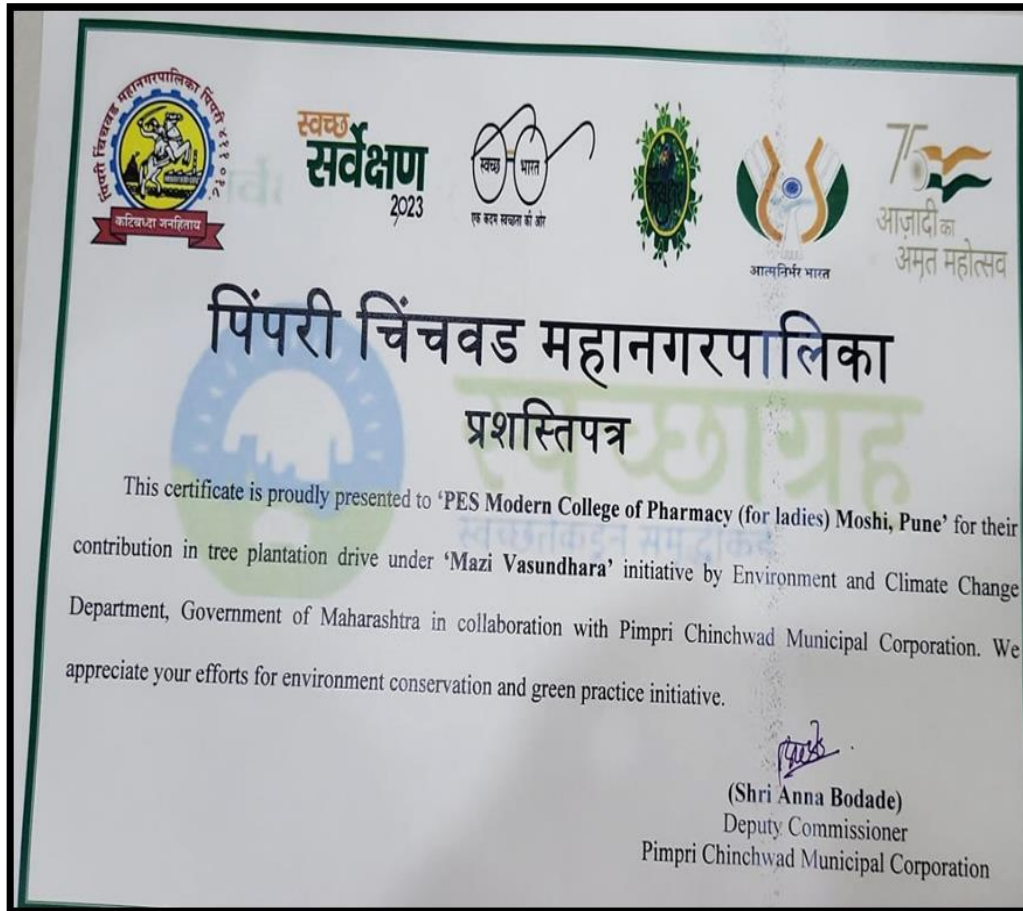 पिंपरी चिंचवड महानगरपालिका पिंपरी ४११ ०१८.
कटिबध्दा जनहिताय
स्वच्छ
सर्वेक्षण
2023
स्वच्छ भारत
एक कदम स्वच्छता की ओर
आत्मनिर्भर भारत
75
आज़ादी का
अमृत महोत्सव
पिंपरी चिंचवड महानगरपालिका
प्रशस्तिपत्र
स्वच्छाग्रह
This certificate is proudly presented to ‘PES Modern College of Pharmacy (for ladies) Moshi, Pune’ for their
contribution in tree plantation drive under ‘Mazi Vasundhara’ initiative by Environment and Climate Change
Department, Government of Maharashtra in collaboration with Pimpri Chinchwad Municipal Corporation. We
appreciate your efforts for environment conservation and green practice initiative.
(Shri Anna Bodade)
Deputy Commissioner
Pimpri Chinchwad Municipal Corporation